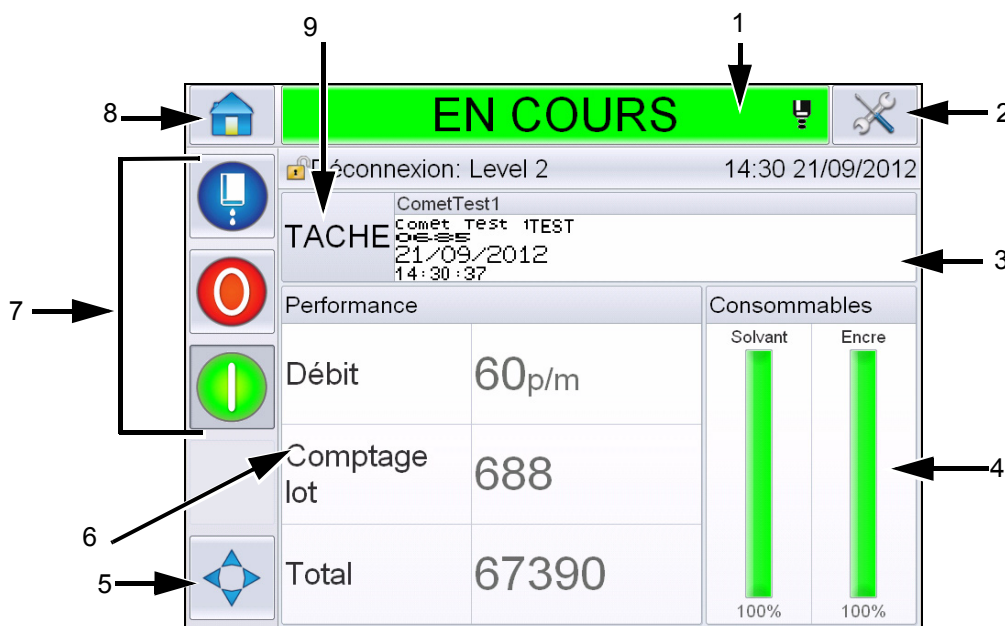 9
1
8
EN COURS
2
Déconnexion: Level 2
14:30 21/09/2012
CometTest1
TACHE
Comet Test 1TEST
21/09/2012
14:30:37
3
7
Performance
Consommables
Solvant
Encre
Débit
60p/m
Comptage lot
688
4
6
5
Total
67390
100%
100%